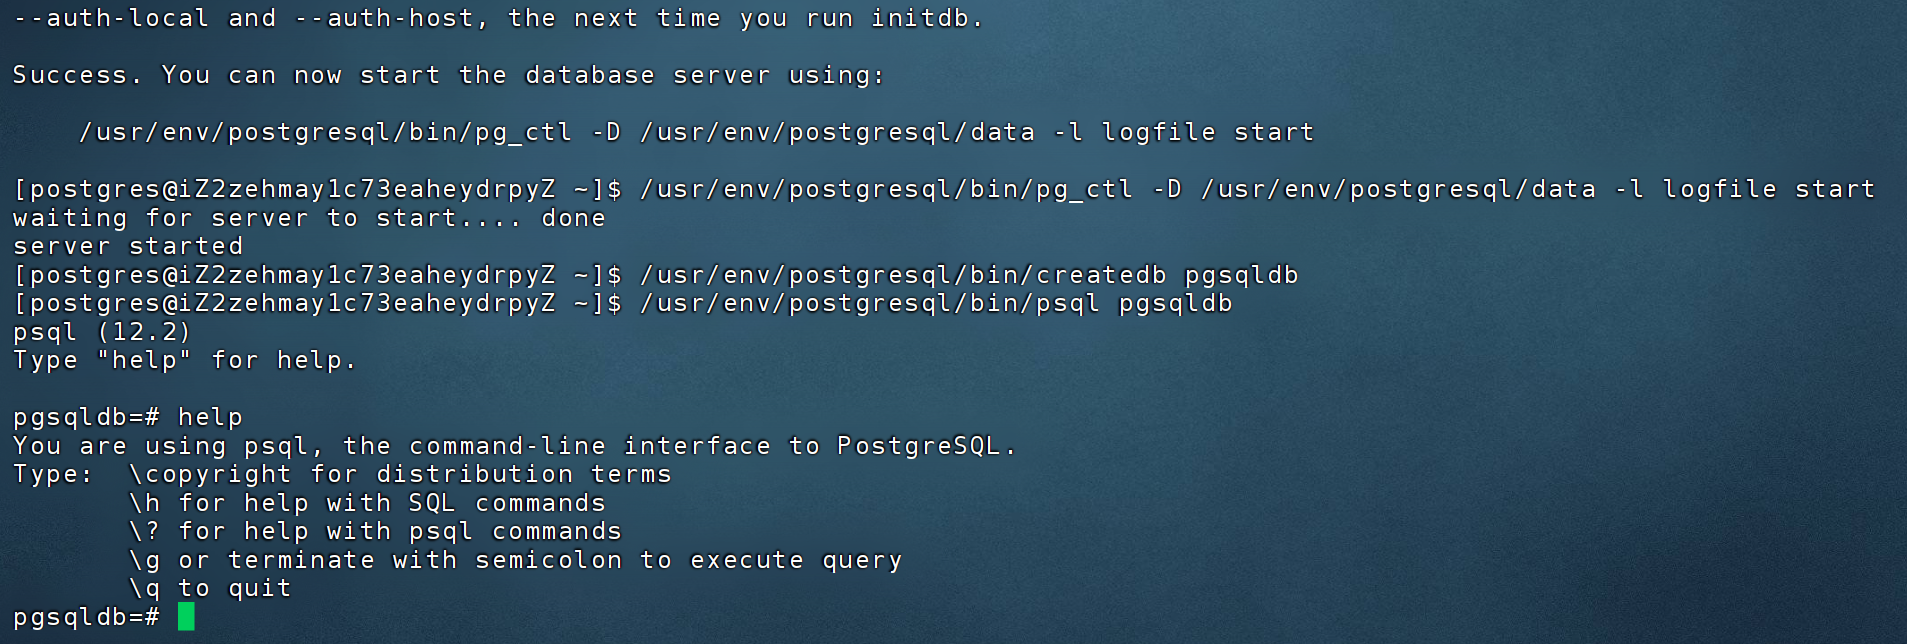 --auth-local and --auth-host, the next time you run initdb.
Success. You can now start the database server using:
/usr/env/postgresql/bin/pg_ctl -D /usr/env/postgresql/data -l logfile start
[postgres@iZ2zehmay1c73eaheydrpyZ ~]$ /usr/env/postgresql/bin/pg_ctl -D /usr/env/postgresql/data -l logfile start
waiting for server to start.... done
server started
[postgres@iZ2zehmay1c73eaheydrpyZ ~]$ /usr/env/postgresql/bin/createdb pgsqldb
[postgres@iZ2zehmay1c73eaheydrpyZ ~]$ /usr/env/postgresql/bin/psql pgsqldb
psql (12.2)
Type "help" for help.
pgsqldb=# help
You are using psql, the command-line interface to PostgreSQL.
Type:  \copyright for distribution terms
       \h for help with SQL commands
       \? for help with psql commands
       \g or terminate with semicolon to execute query
       \q to quit
pgsqldb=#